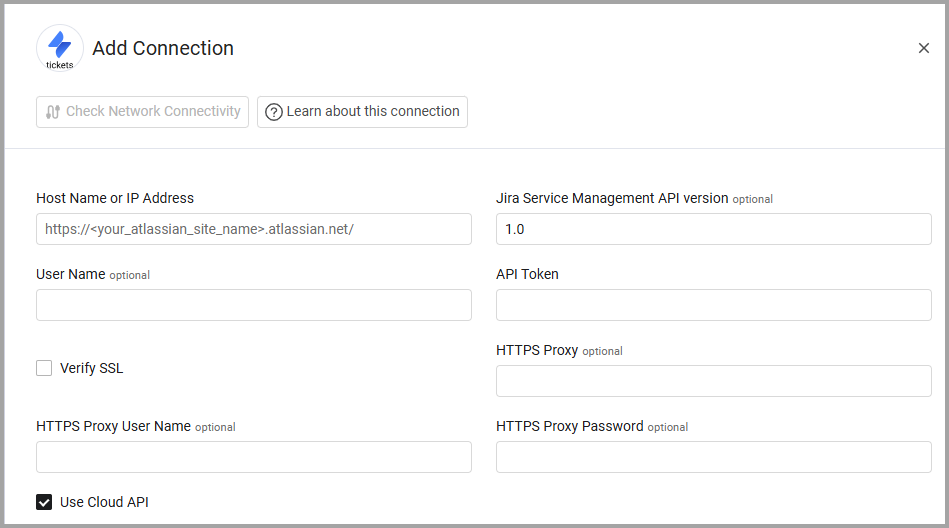 tickets
Add Connection
Check Network Connectivity
Learn about this connection
Host Name or IP Address
https://<your_atlassian_site_name>.atlassian.net/
Jira Service Management API version optional
1.0
User Name optional
API Token
Verify SSL
HTTPS Proxy optional
HTTPS Proxy User Name optional
HTTPS Proxy Password optional
Use Cloud API